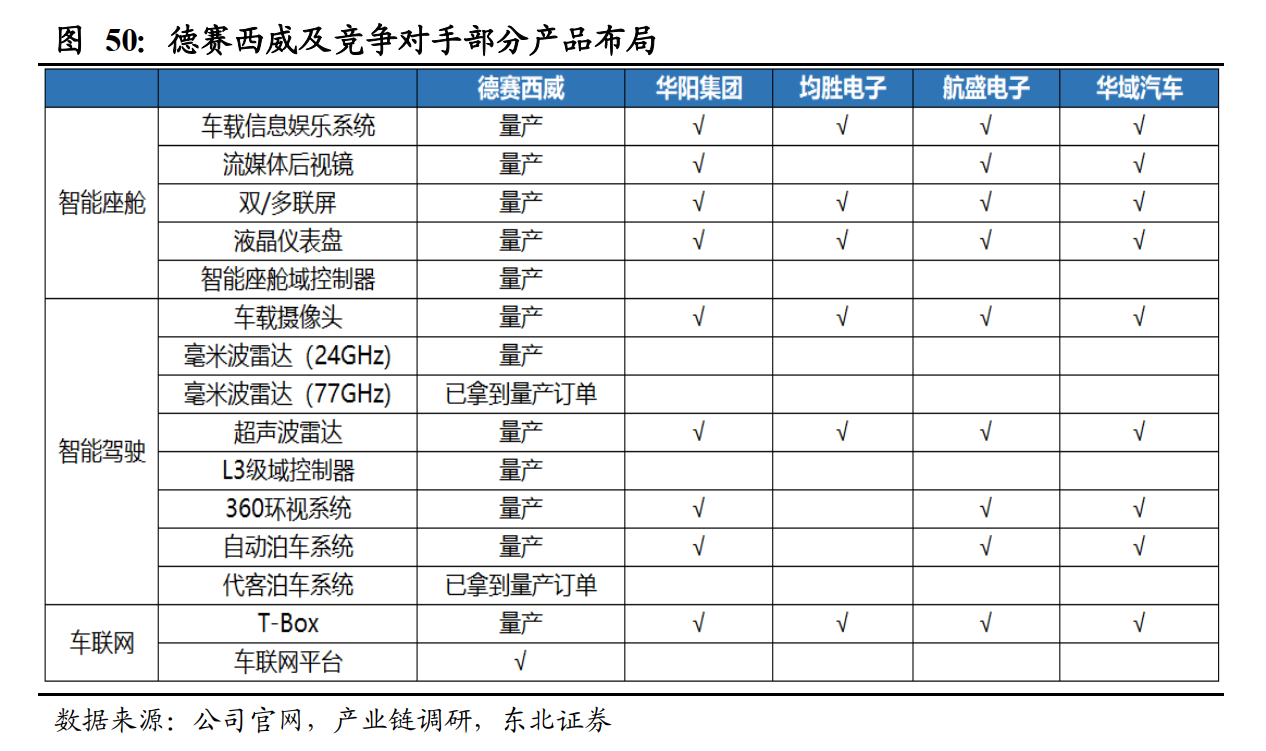 图 50：德赛西威及竞争对手部分产品布局
德赛西威 华阳集团 均胜电子 航盛电子 华域汽车
智能座舱
车载信息娱乐系统 量产 √ √ √ √
流媒体后视镜 量产 √ √ √
双/多联屏 量产 √ √ √ √
液晶仪表盘 量产 √ √ √ √
智能座舱域控制器 量产
智能驾驶
车载摄像头 量产 √ √ √ √
毫米波雷达（24GHz) 量产
毫米波雷达（77GHz) 已拿到量产订单
超声波雷达 量产 √ √ √ √
L3级域控制器 量产
360环视系统 量产 √ √ √
自动泊车系统 量产 √ √ √
代客泊车系统 已拿到量产订单
车联网
T-Box 量产 √ √ √ √
车联网平台 √
数据来源：公司官网，产业链调研，东北证券